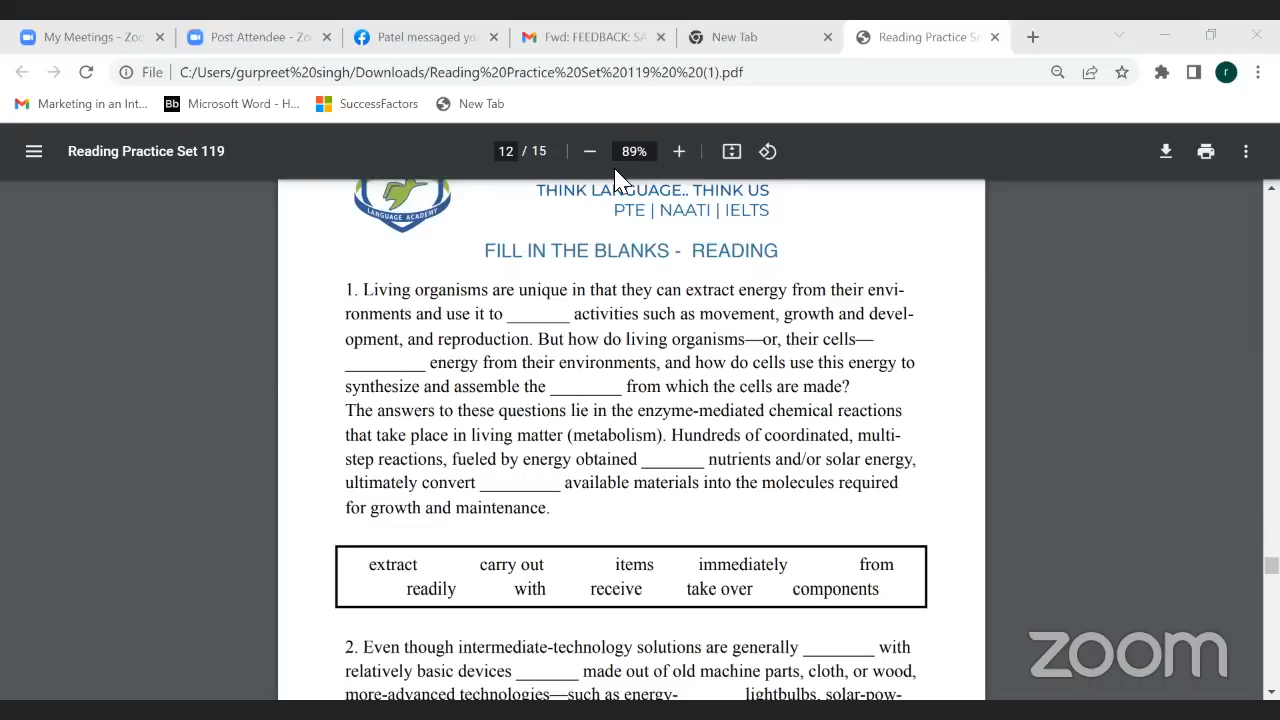 My Meetings - Zoo
Post Attendee - Zo
Patel messaged yo
Fwd: FEEDBACK: SA
New Tab
Reading Practice Se
File
C:/Users/gurpreet%20singh/Downloads/Reading%20Practice%20Set%20119%20%20(1).pdf
r
Marketing in an Int...
Bb
Microsoft Word - H...
SuccessFactors
New Tab
Reading Practice Set 119
12 / 15
89%
LANGUAGE ACADEMY
THINK LANGUAGE.. THINK US
PTE | NAATI | IELTS
FILL IN THE BLANKS - READING
1. Living organisms are unique in that they can extract energy from their envi-
ronments and use it to _______ activities such as movement, growth and devel-
opment, and reproduction. But how do living organisms—or, their cells—
_________ energy from their environments, and how do cells use this energy to
synthesize and assemble the ________ from which the cells are made?
The answers to these questions lie in the enzyme-mediated chemical reactions
that take place in living matter (metabolism). Hundreds of coordinated, multi-
step reactions, fueled by energy obtained _______ nutrients and/or solar energy,
ultimately convert _________ available materials into the molecules required
for growth and maintenance.
extract carry out items immediately from
readily with receive take over components
2. Even though intermediate-technology solutions are generally ________ with
relatively basic devices _______ made out of old machine parts, cloth, or wood,
more-advanced technologies—such as energy-_______ lightbulbs, solar-pow-
zoom